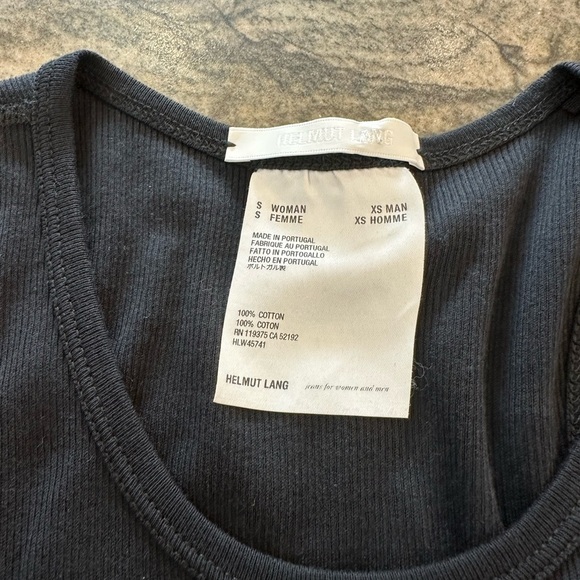 HELMUT LANG
S WOMAN XS MAN
S FEMME XS HOMME
MADE IN PORTUGAL
FABRIQUE AU PORTUGAL
FATTO IN PORTOGALLO
HECHO EN PORTUGAL
ポルトガル製
100% COTTON
100% COTON
RN 119375 CA 52192
HLW45741
HELMUT LANG jeans for women and men